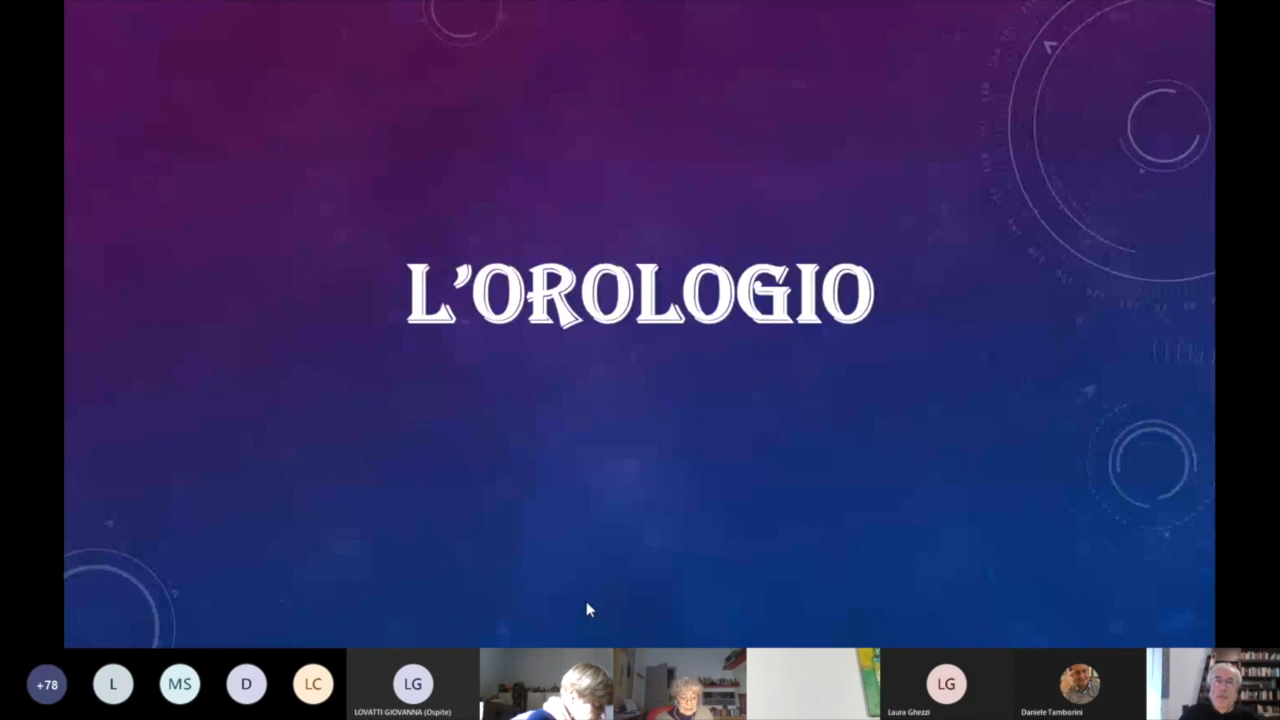 L'OROLOGIO
+78
L
MS
D
LC
LG
LOVATTI GIOVANNA (Ospite)
LG
Laura Ghezzi
Daniele Tamborini